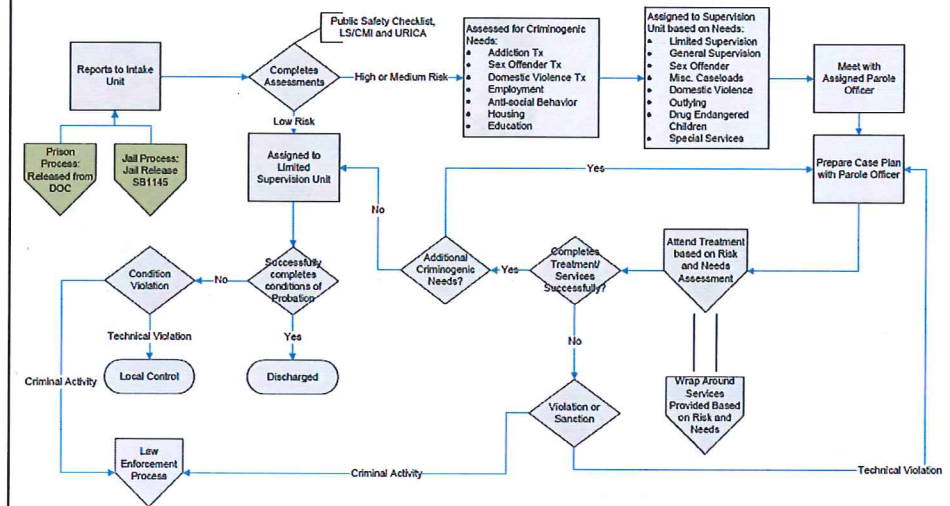 Public Safety Checklist,
LS/CMI and URICA
Reports to Intake
Unit
Completes
Assessments
High or Medium Risk
Low Risk
Assessed for Criminogenic
Needs:
• Addiction Tx
• Sex Offender Tx
• Domestic Violence Tx
• Employment
• Anti-social Behavior
• Housing
• Education
Assigned to Supervision
Unit based on Needs:
• Limited Supervision
• General Supervision
• Sex Offender
• Misc. Caseloads
• Domestic Violence
• Outlying
• Drug Endangered
Children
• Special Services
Meet with
Assigned Parole
Officer
Prison
Process:
Released from
DOC
Jail Process:
Jail Release
SB1145
Assigned to
Limited
Supervision Unit
Prepare Case Plan
with Parole Officer
Yes
No
Condition
Violation
No
Successfully
completes
conditions of
Probation
Additional
Criminogenic
Needs?
Yes
Completes
Treatment/
Services
Successfully?
Attend Treatment
based on Risk
and Needs
Assessment
Technical Violation
Yes
No
Local Control
Discharged
Criminal Activity
Violation or
Sanction
Wrap Around
Services
Provided Based
on Risk and
Needs
Law
Enforcement
Process
Criminal Activity
Technical Violation